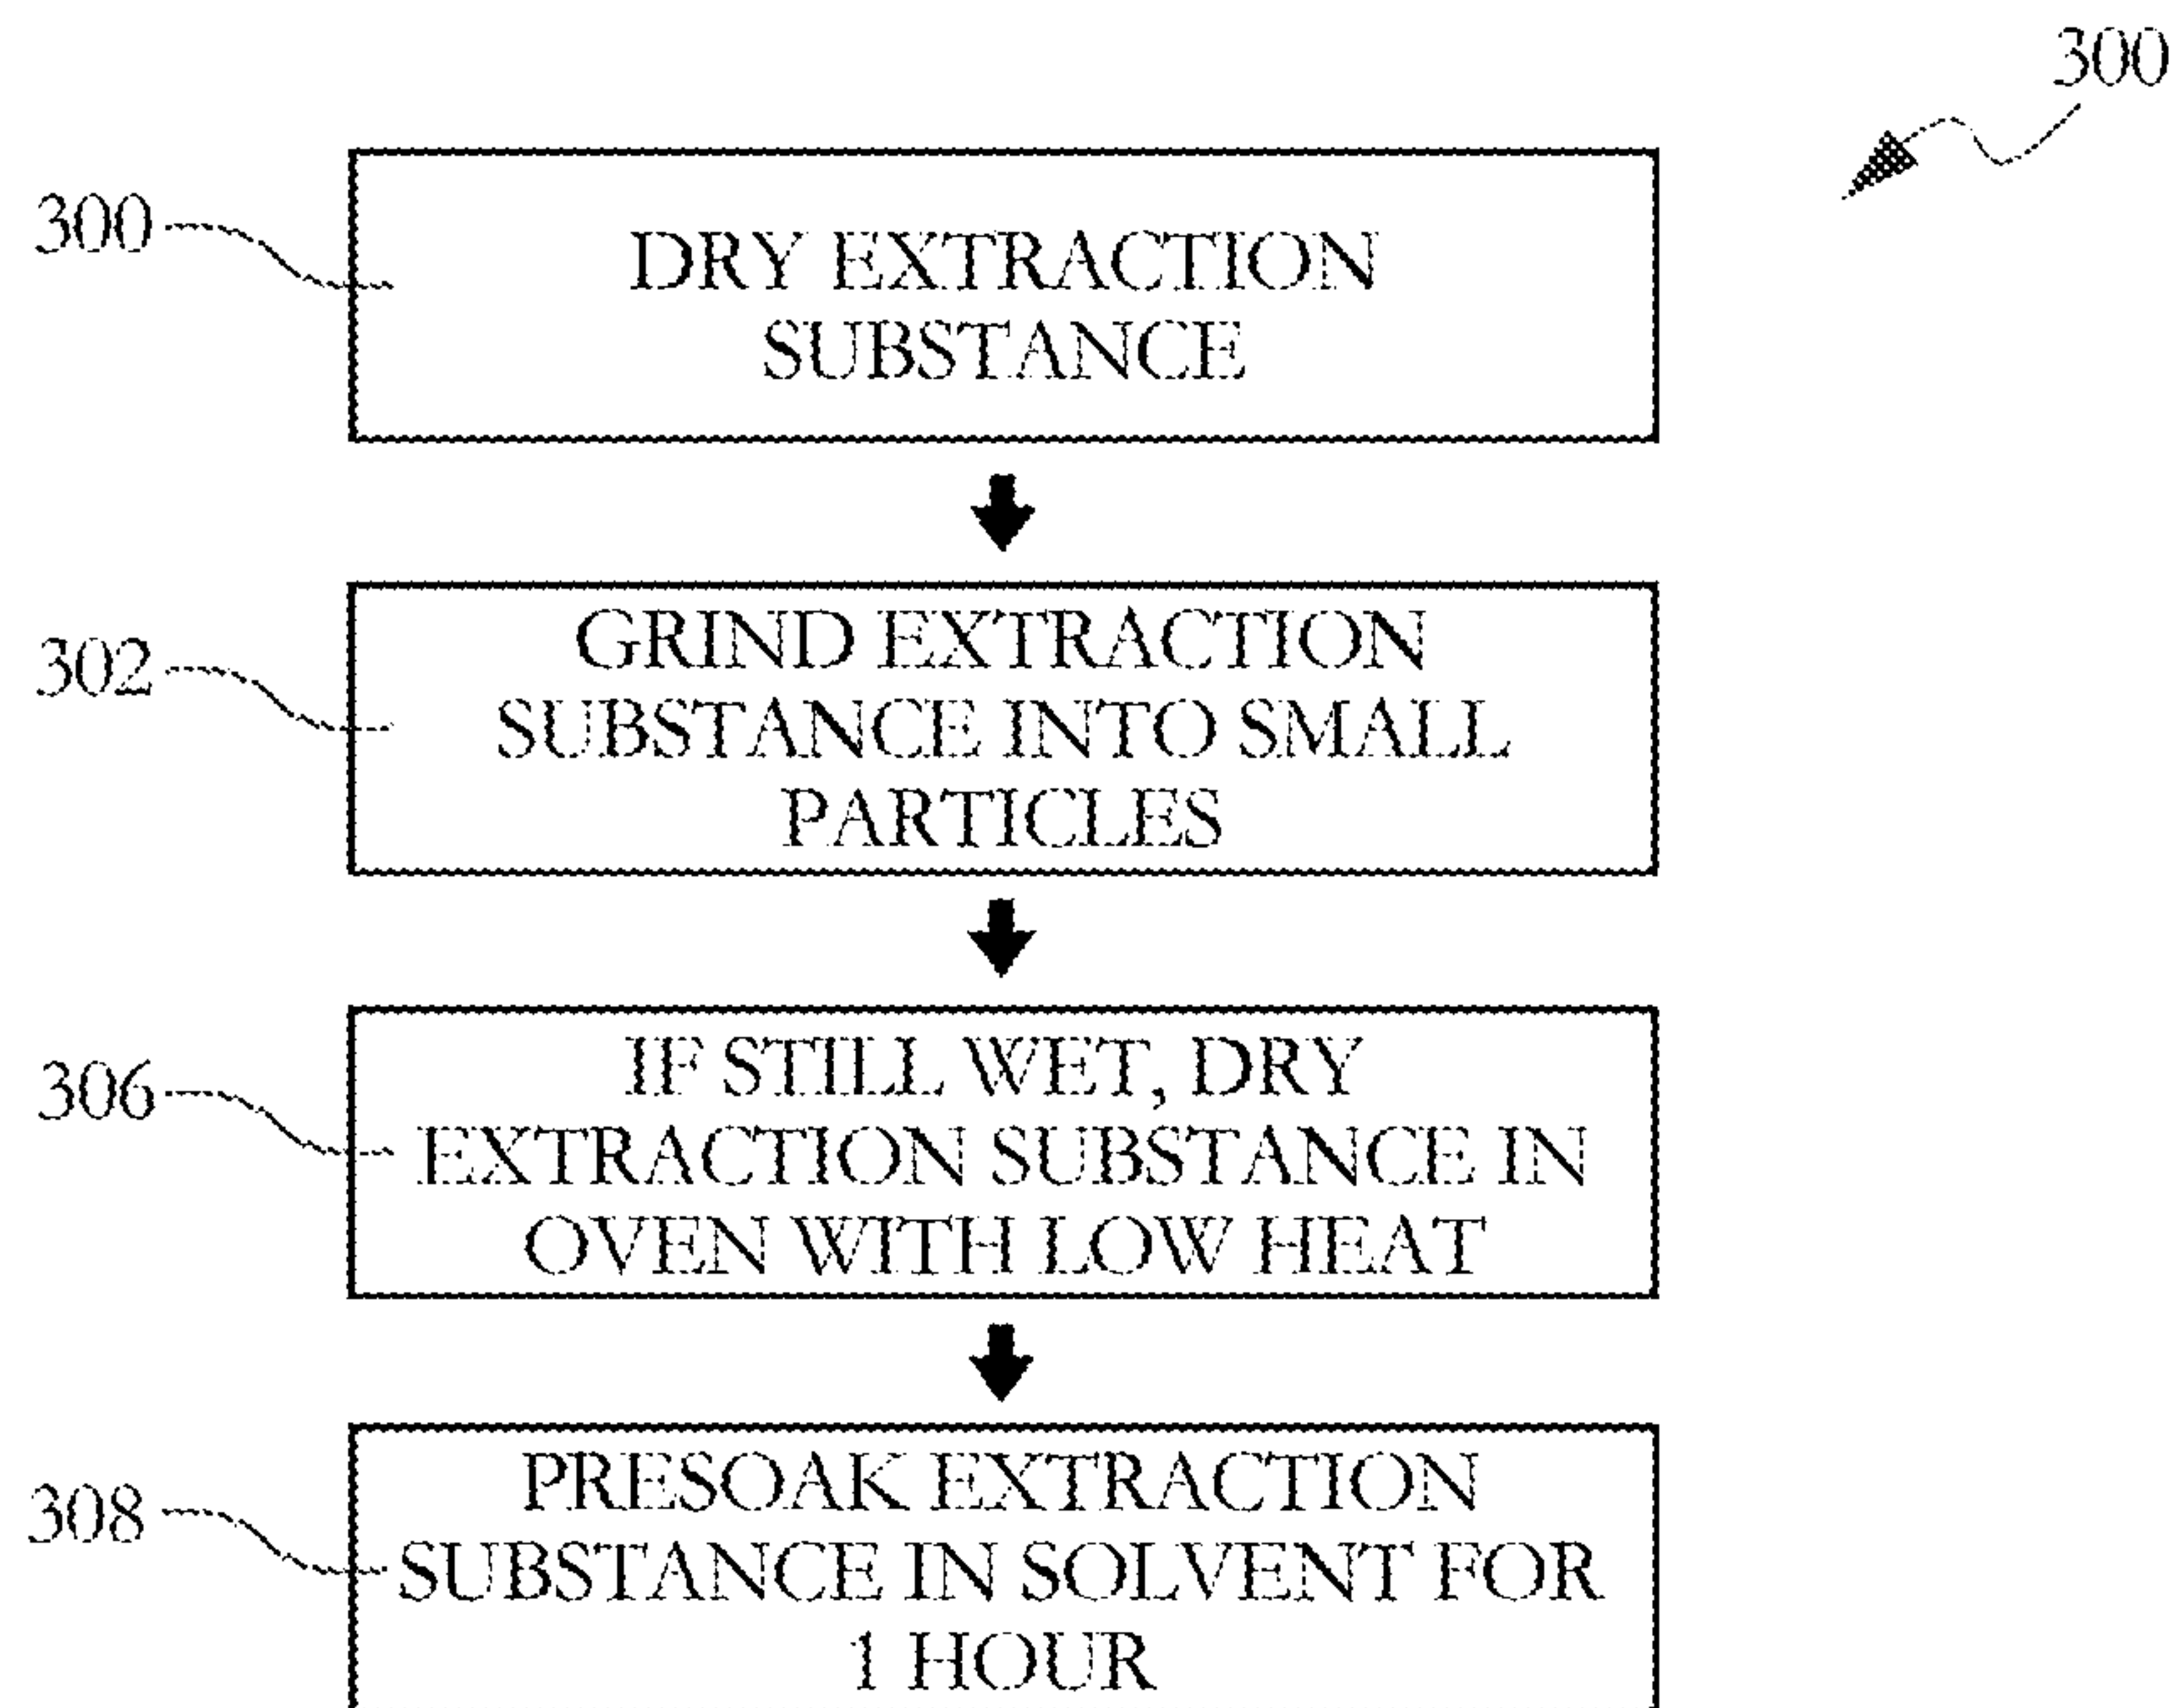 300
300
DRY EXTRACTION
SUBSTANCE
302
GRIND EXTRACTION
SUBSTANCE INTO SMALL
PARTICLES
306
IF STILL WET, DRY
EXTRACTION SUBSTANCE IN
OVEN WITH LOW HEAT
308
PRESOAK EXTRACTION
SUBSTANCE IN SOLVENT FOR
1 HOUR